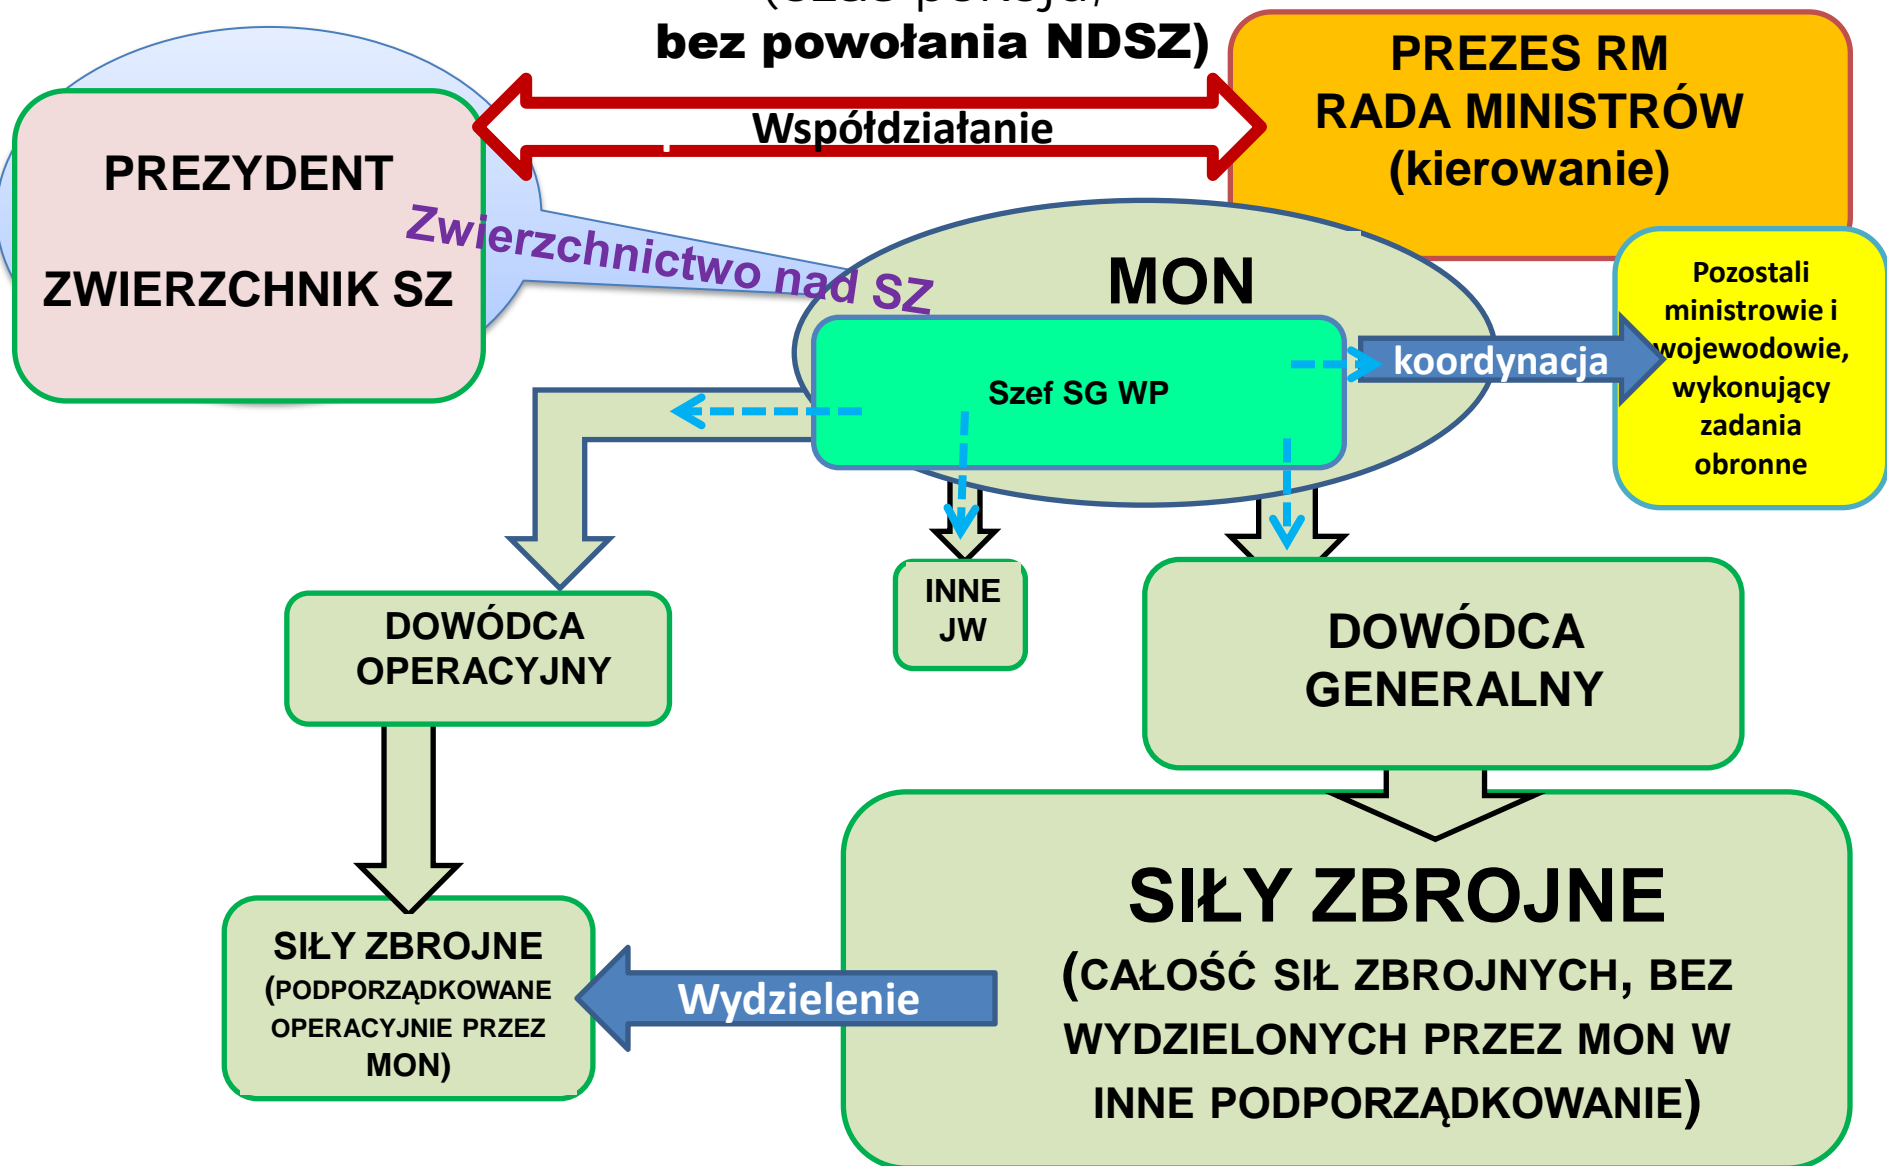 bez powołania NDSZ)
PREZES RM
RADA MINISTRÓW
(kierowanie)
Współdziałanie
PREZYDENT
ZWIERZCHNIK SZ
Zwierzchnictwo nad SZ
MON
Szef SG WP
koordynacja
Pozostali
ministrowie i
wojewodowie,
wykonujący
zadania
obronne
DOWÓDCA
OPERACYJNY
INNE
JW
DOWÓDCA
GENERALNY
SIŁY ZBROJNE
(PODPORZĄDKOWANE
OPERACYJNIE PRZEZ
MON)
Wydzielenie
SIŁY ZBROJNE
(CAŁOŚĆ SIŁ ZBROJNYCH, BEZ
WYDZIELONYCH PRZEZ MON W
INNE PODPORZĄDKOWANIE)